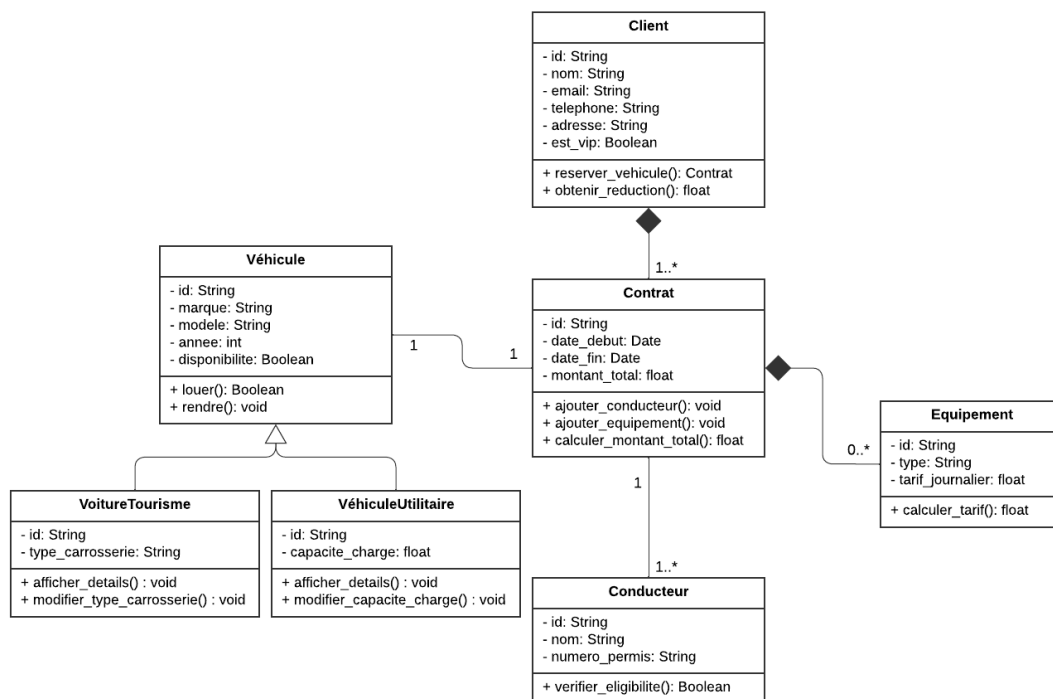 Client
- id: String
- nom: String
- email: String
- telephone: String
- adresse: String
- est_vip: Boolean
+ reserver_vehicule(): Contrat
+ obtenir_reduction(): float
1..*
Véhicule
- id: String
- marque: String
- modele: String
- annee: int
- disponibilite: Boolean
+ louer(): Boolean
+ rendre(): void
1
1
Contrat
- id: String
- date_debut: Date
- date_fin: Date
- montant_total: float
+ ajouter_conducteur(): void
+ ajouter_equipement(): void
+ calculer_montant_total(): float
0..*
Equipement
- id: String
- type: String
- tarif_journalier: float
+ calculer_tarif(): float
VoitureTourisme
- id: String
- type_carrosserie: String
+ afficher_details() : void
+ modifier_type_carrosserie() : void
VéhiculeUtilitaire
- id: String
- capacite_charge: float
+ afficher_details() : void
+ modifier_capacite_charge() : void
1
1..*
Conducteur
- id: String
- nom: String
- numero_permis: String
+ verifier_eligibilite(): Boolean